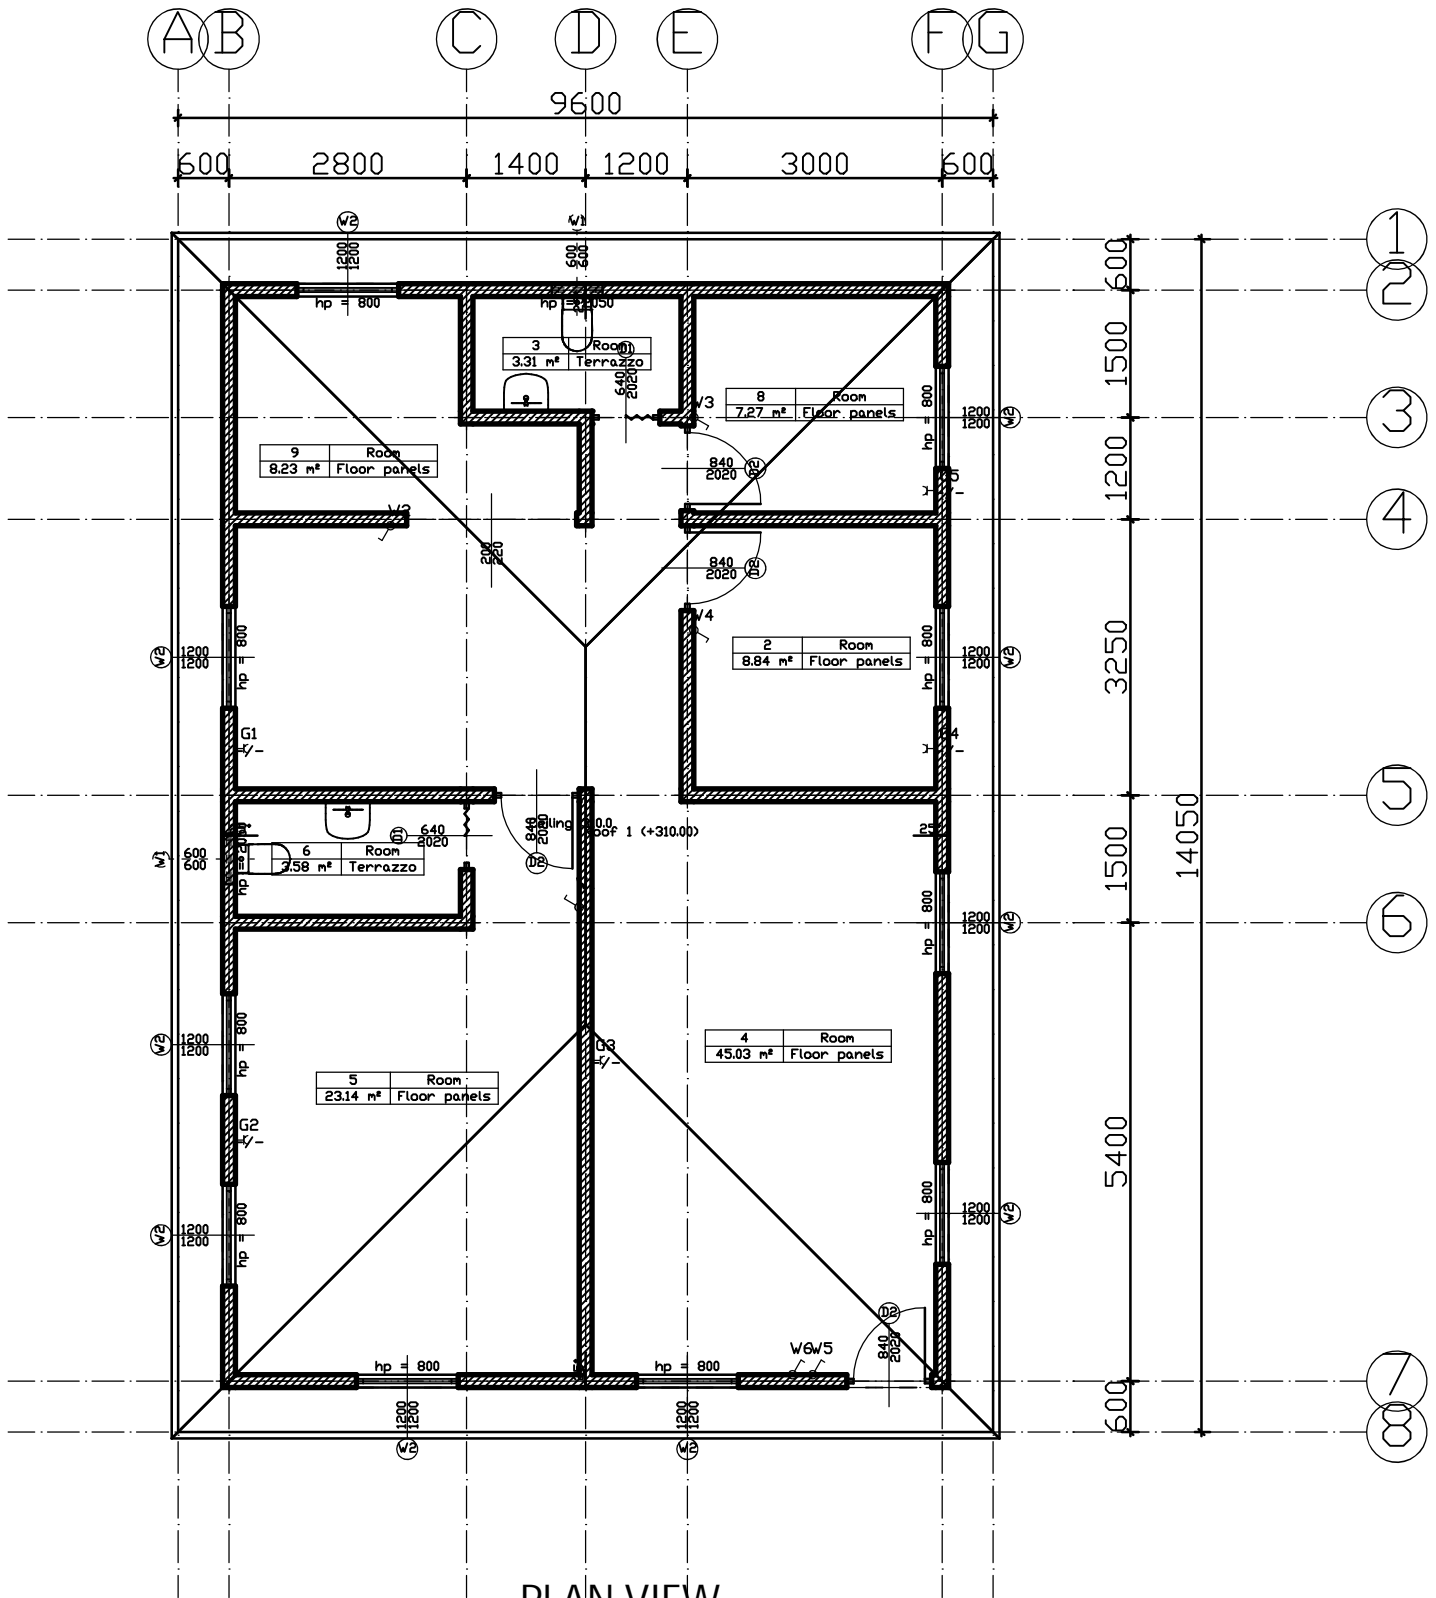 A B C D E F G
9600
600 2800 1400 1200 3000 600
W2 W1
1200
1200
600
600
hp = 800
1
600
2
3 Room
3.31 m² Terrazzo
D1
640
2020
1500
8 Room
7.27 m² Floor panels
hp = 800
1200
1200
W2
3
9 Room
8.23 m² Floor panels
840
2020
D2
1200
4
200
220
840
2020
D2
W4
W2
1200
1200
hp = 800
2 Room
8.84 m² Floor panels
hp = 800
1200
1200
W2
3250
G1
5
14050
640
2020
D1
840
2020
D2
Roof 1 (+310.00)
W1
600
600
6 Room
3.58 m² Terrazzo
1500
hp = 800
1200
1200
W2
6
W2
1200
1200
hp = 800
G3
4 Room
45.03 m² Floor panels
5 Room
23.14 m² Floor panels
G2
5400
W2
1200
1200
hp = 800
hp = 800
1200
1200
W2
D2
840
2020
W6 W5
hp = 800
hp = 800
7
600
8
1200
1200
W2
1200
1200
W2
PLAN VIEW